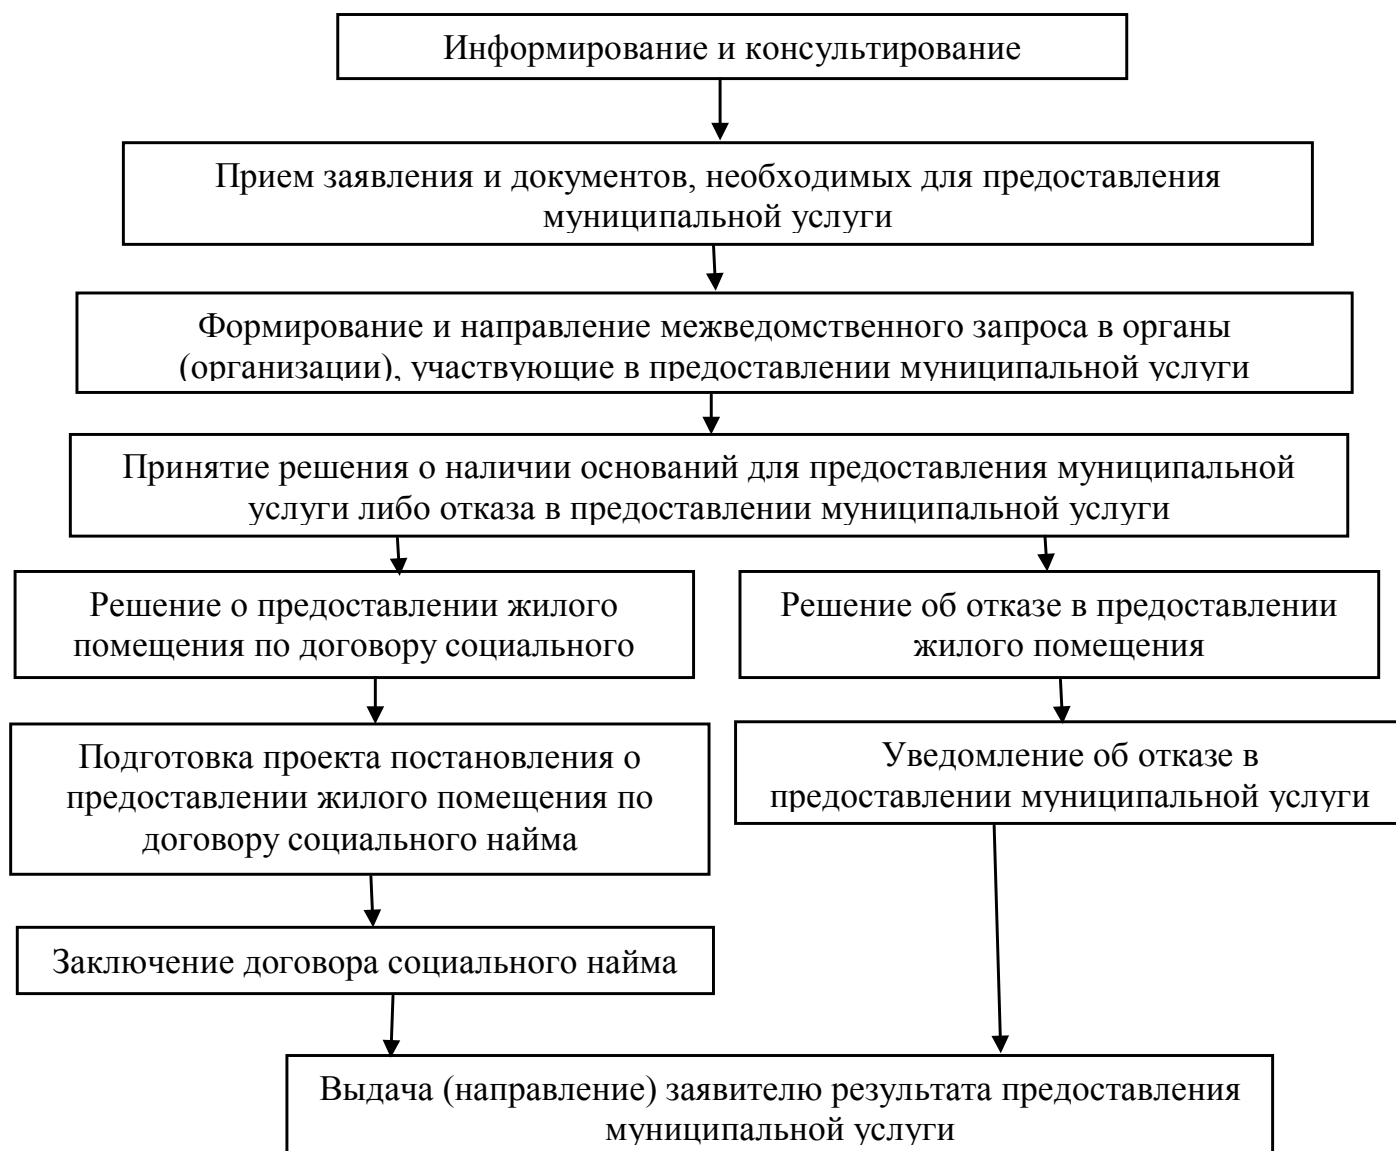 Информирование и консультирование
Прием заявления и документов, необходимых для предоставления
муниципальной услуги
Формирование и направление межведомственного запроса в органы
(организации), участвующие в предоставлении муниципальной услуги
Принятие решения о наличии оснований для предоставления муниципальной
услуги либо отказа в предоставлении муниципальной услуги
Решение о предоставлении жилого
помещения по договору социального
Решение об отказе в предоставлении
жилого помещения
Подготовка проекта постановления о
предоставлении жилого помещения по
договору социального найма
Уведомление об отказе в
предоставлении муниципальной услуги
Заключение договора социального найма
Выдача (направление) заявителю результата предоставления
муниципальной услуги